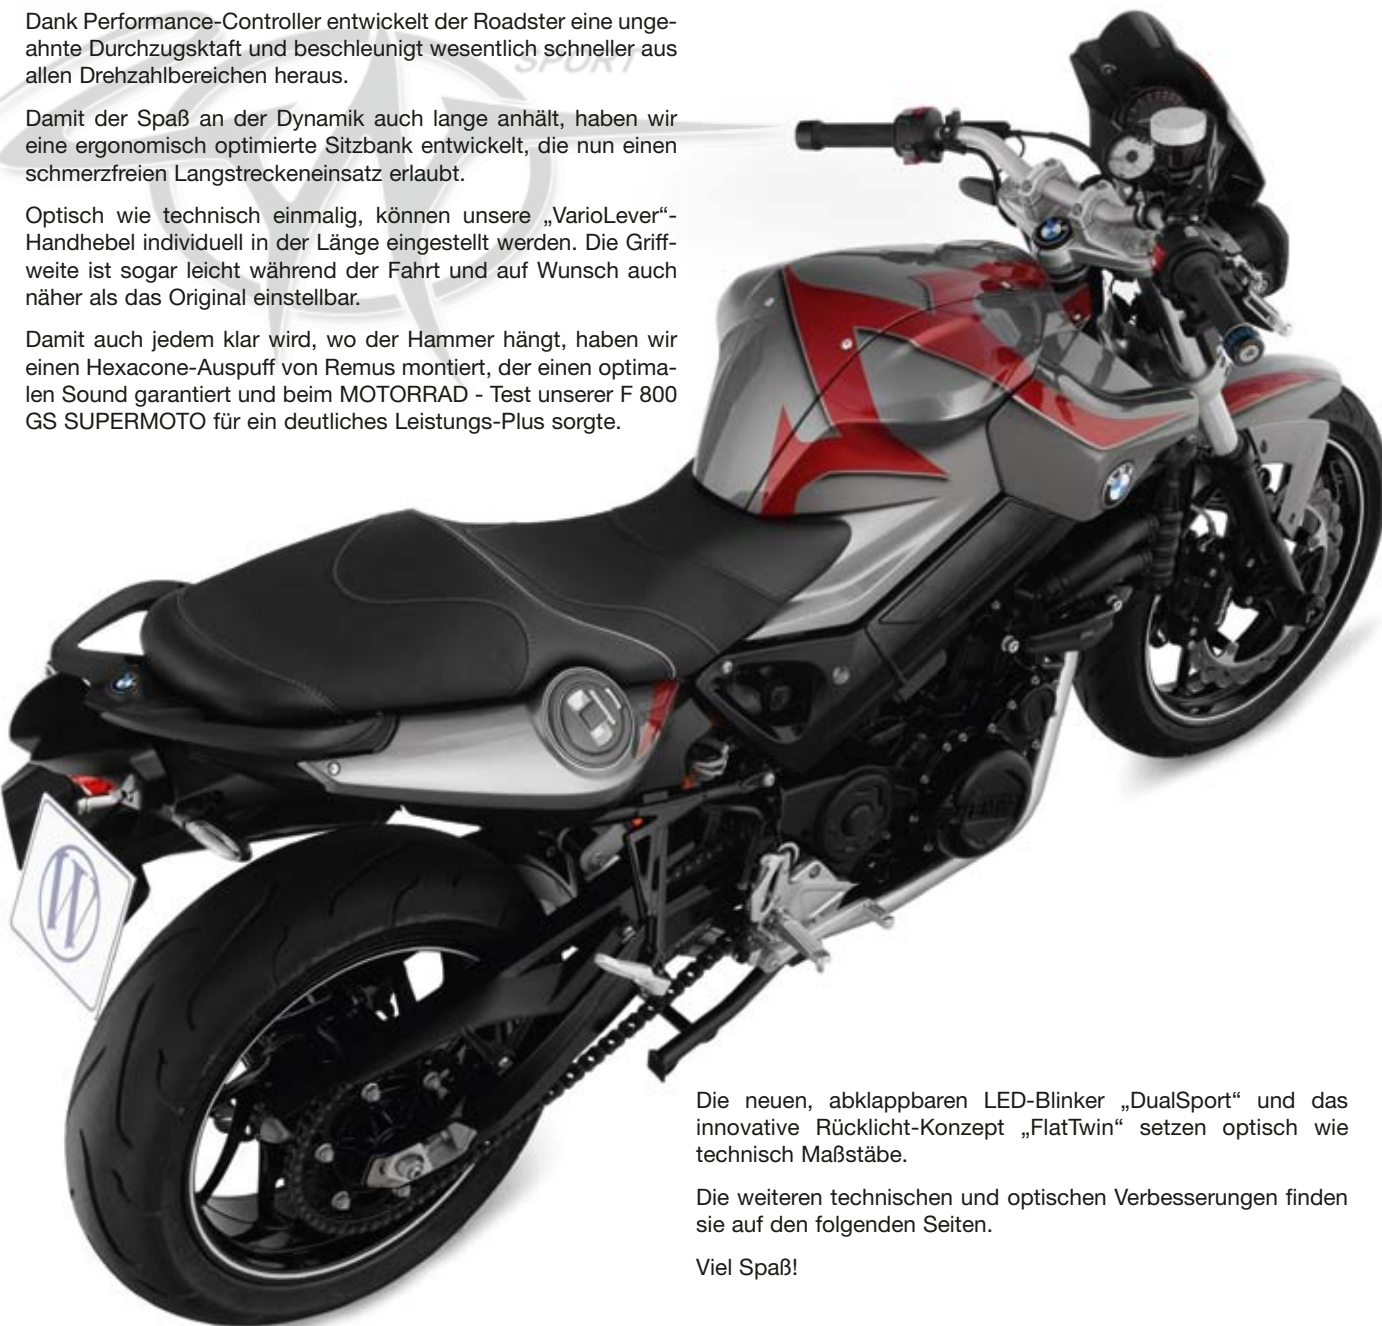 SPORT
Dank Performance-Controller entwickelt der Roadster eine unge-
ahnte Durchzugsktaft und beschleunigt wesentlich schneller aus
allen Drehzahlbereichen heraus.
Damit der Spaß an der Dynamik auch lange anhält, haben wir
eine ergonomisch optimierte Sitzbank entwickelt, die nun einen
schmerzfreien Langstreckeneinsatz erlaubt.
Optisch wie technisch einmalig, können unsere „VarioLever“-
Handhebel individuell in der Länge eingestellt werden. Die Griff-
weite ist sogar leicht während der Fahrt und auf Wunsch auch
näher als das Original einstellbar.
Damit auch jedem klar wird, wo der Hammer hängt, haben wir
einen Hexacone-Auspuff von Remus montiert, der einen optima-
len Sound garantiert und beim MOTORRAD - Test unserer F 800
GS SUPERMOTO für ein deutliches Leistungs-Plus sorgte.
Die neuen, abklappbaren LED-Blinker „DualSport“ und das
innovative Rücklicht-Konzept „FlatTwin“ setzen optisch wie
technisch Maßstäbe.
Die weiteren technischen und optischen Verbesserungen finden
sie auf den folgenden Seiten.
Viel Spaß!